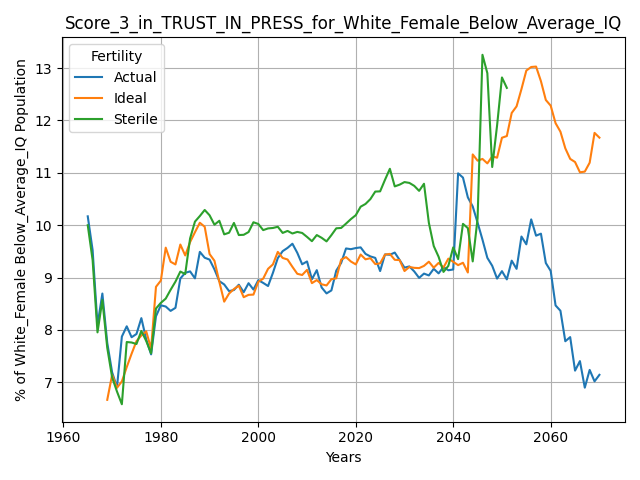 Score_3_in_TRUST_IN_PRESS_for_White_Female_Below_Average_IQ
Fertility
Actual
Ideal
Sterile
% of White_Female Below_Average_IQ Population
13
12
11
10
9
8
7
1960
1980
2000
2020
2040
2060
Years